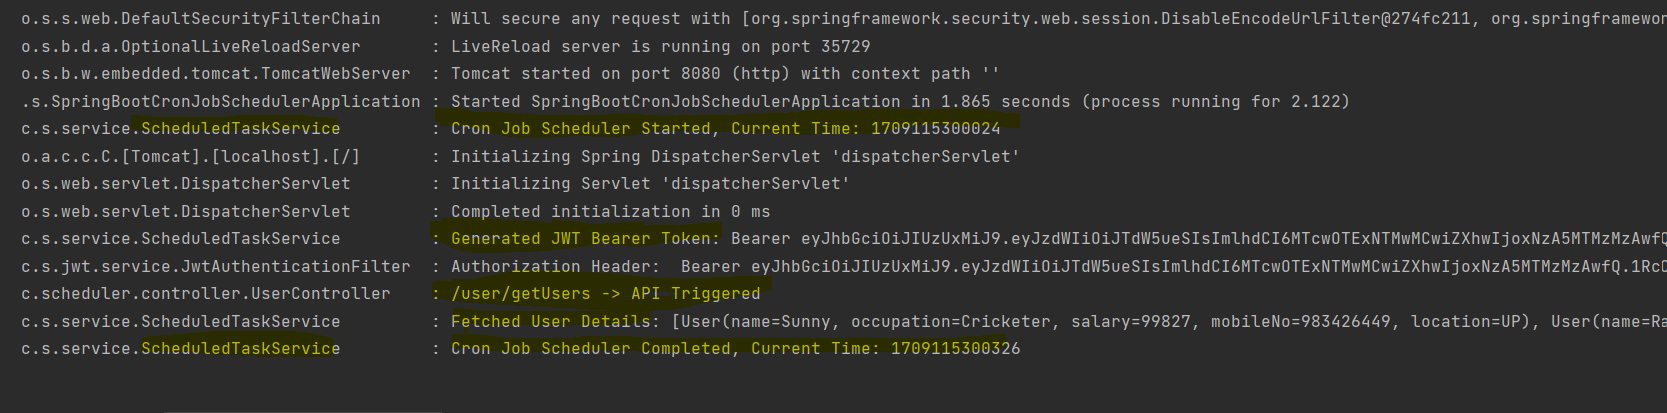 o.s.s.web.DefaultSecurityFilterChain : Will secure any request with [org.springframework.security.web.session.DisableEncodeUrlFilter@274fc211, org.springframewor
o.s.b.d.a.OptionalLiveReloadServer : LiveReload server is running on port 35729
o.s.b.w.embedded.tomcat.TomcatWebServer : Tomcat started on port 8080 (http) with context path ''
.s.SpringBootCronJobSchedulerApplication : Started SpringBootCronJobSchedulerApplication in 1.865 seconds (process running for 2.122)
c.s.service.ScheduledTaskService : Cron Job Scheduler Started, Current Time: 1709115300024
o.a.c.c.C.[Tomcat].[localhost].[/] : Initializing Spring DispatcherServlet 'dispatcherServlet'
o.s.web.servlet.DispatcherServlet : Initializing Servlet 'dispatcherServlet'
o.s.web.servlet.DispatcherServlet : Completed initialization in 0 ms
c.s.service.ScheduledTaskService : Generated JWT Bearer Token: Bearer eyJhbGciOiJIUzUxMiJ9.eyJzdWIiOiJTdW5ueSIsImlhdCI6MTcwOTExNTMwMCwiZXhwIjoxNzA5MTMzMzAwfQ
c.s.jwt.service.JwtAuthenticationFilter : Authorization Header: Bearer eyJhbGciOiJIUzUxMiJ9.eyJzdWIiOiJTdW5ueSIsImlhdCI6MTcwOTExNTMwMCwiZXhwIjoxNzA5MTMzMzAwfQ.1RcC
c.scheduler.controller.UserController : /user/getUsers -> API Triggered
c.s.service.ScheduledTaskService : Fetched User Details: [User(name=Sunny, occupation=Cricketer, salary=99827, mobileNo=983426449, location=UP), User(name=Ra
c.s.service.ScheduledTaskService : Cron Job Scheduler Completed, Current Time: 1709115300326